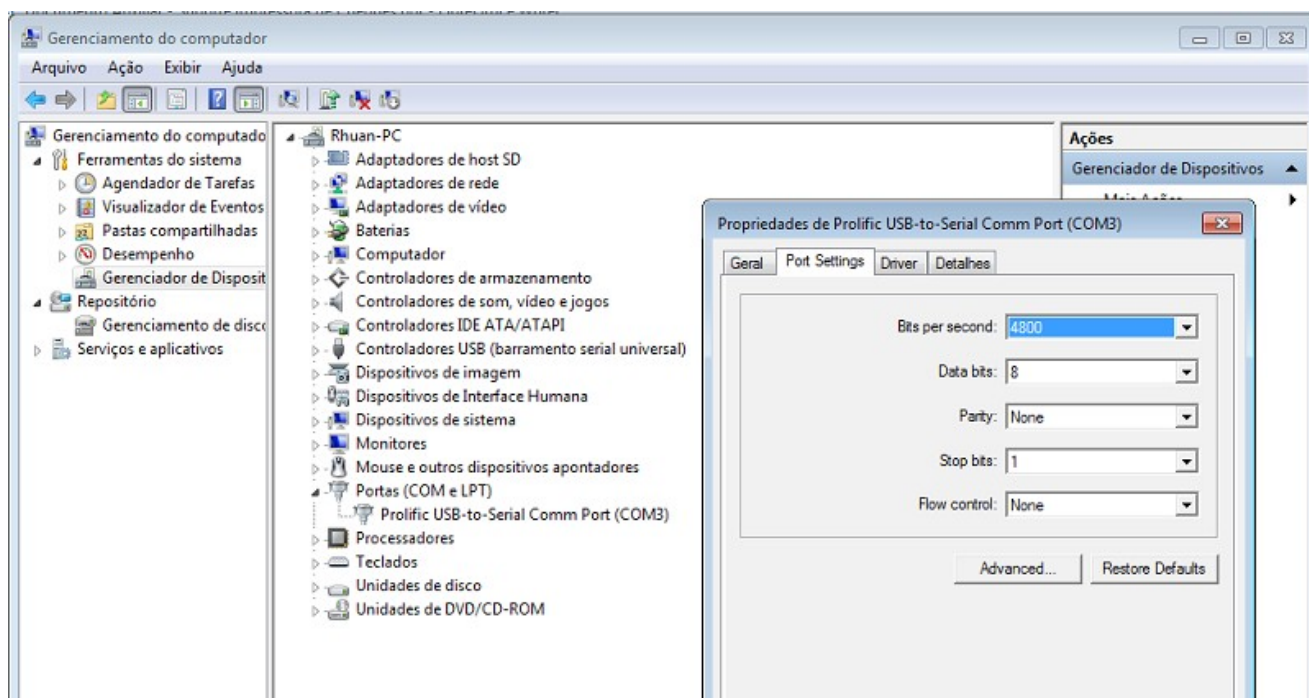 Gerenciamento do computador
Arquivo Ação Exibir Ajuda
Gerenciamento do computado
Ferramentas do sistema
Agendador de Tarefas
Visualizador de Eventos
Pastas compartilhadas
Desempenho
Gerenciador de Disposit
Repositório
Gerenciamento de disco
Serviços e aplicativos
Rhuan-PC
Adaptadores de host SD
Adaptadores de rede
Adaptadores de vídeo
Baterias
Computador
Controladores de armazenamento
Controladores de som, vídeo e jogos
Controladores IDE ATA/ATAPI
Controladores USB (barramento serial universal)
Dispositivos de imagem
Dispositivos de Interface Humana
Dispositivos de sistema
Monitores
Mouse e outros dispositivos apontadores
Portas (COM e LPT)
Prolific USB-to-Serial Comm Port (COM3)
Processadores
Teclados
Unidades de disco
Unidades de DVD/CD-ROM
Ações
Gerenciador de Dispositivos
Mais Ações
Propriedades de Prolific USB-to-Serial Comm Port (COM3)
Geral Port Settings Driver Detalhes
Bits per second: 4800
Data bits: 8
Parity: None
Stop bits: 1
Flow control: None
Advanced... Restore Defaults